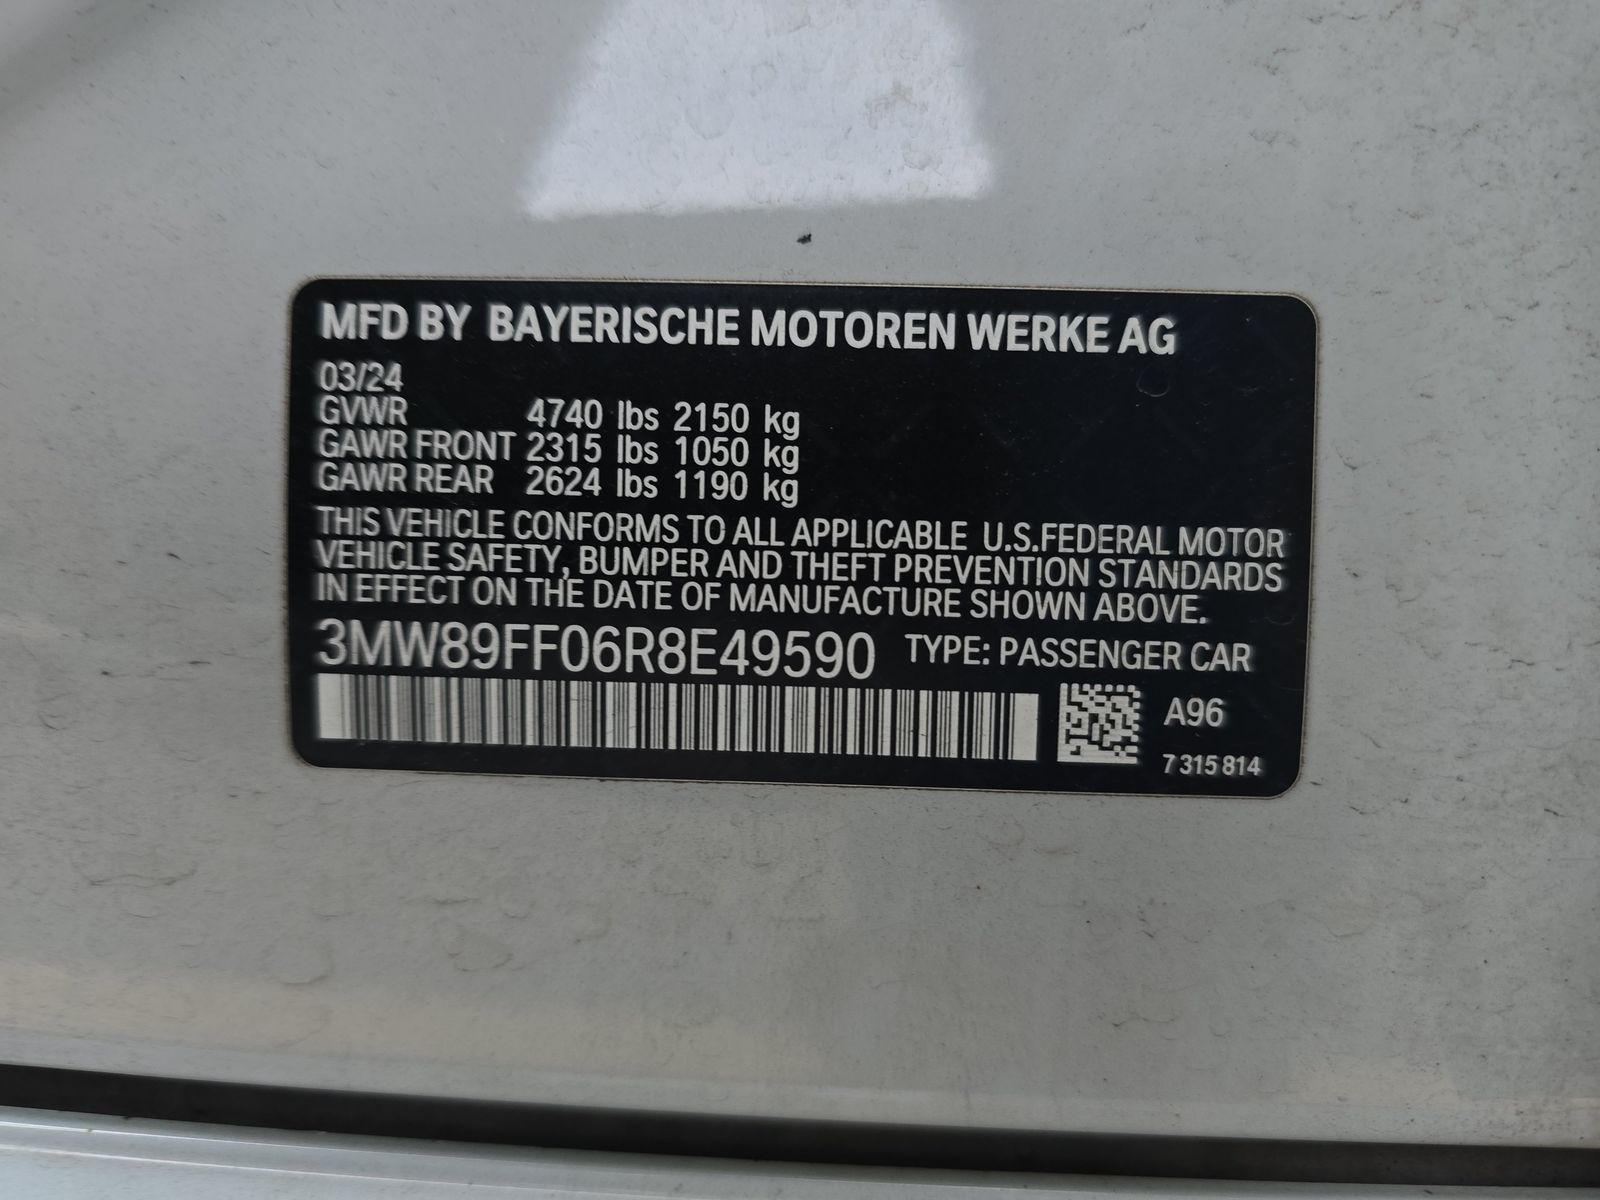 MFD BY BAYERISCHE MOTOREN WERKE AG
03/24
GVWR 4740 lbs 2150 kg
GAWR FRONT 2315 lbs 1050 kg
GAWR REAR 2624 lbs 1190 kg
THIS VEHICLE CONFORMS TO ALL APPLICABLE U.S.FEDERAL MOTOR
VEHICLE SAFETY, BUMPER AND THEFT PREVENTION STANDARDS
IN EFFECT ON THE DATE OF MANUFACTURE SHOWN ABOVE.
3MW89FF06R8E49590 TYPE: PASSENGER CAR
A96
7 315 814